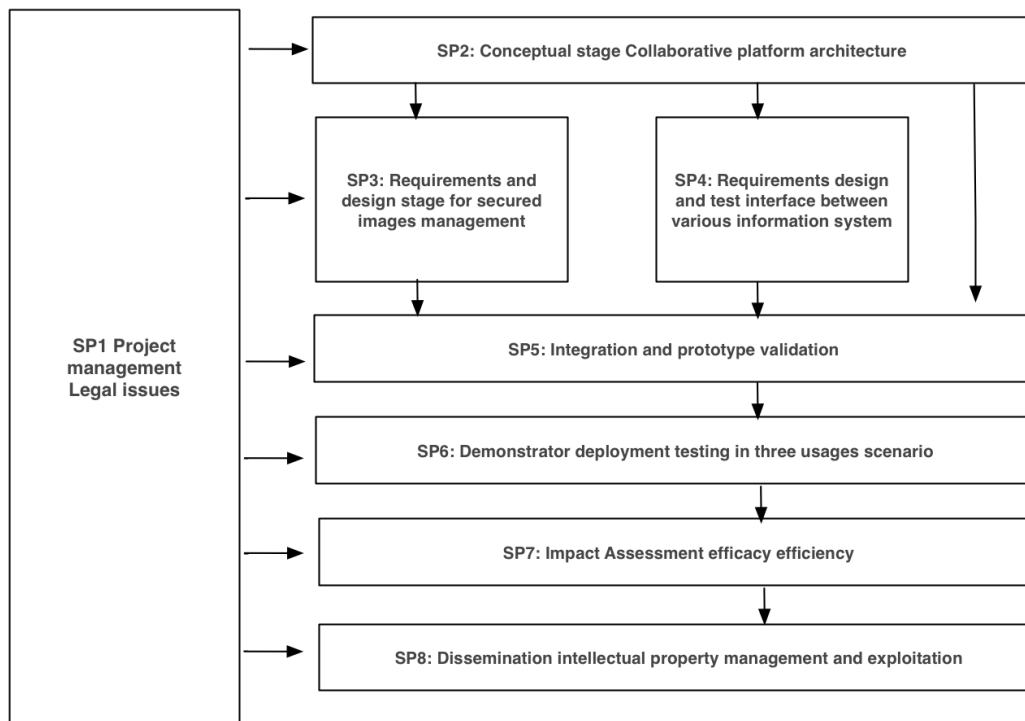 SP2: Conceptual stage Collaborative platform architecture
SP3: Requirements and
design stage for secured
images management
SP4: Requirements design
and test interface between
various information system
SP1 Project
management
Legal issues
SP5: Integration and prototype validation
SP6: Demonstrator deployment testing in three usages scenario
SP7: Impact Assessment efficacy efficiency
SP8: Dissemination intellectual property management and exploitation